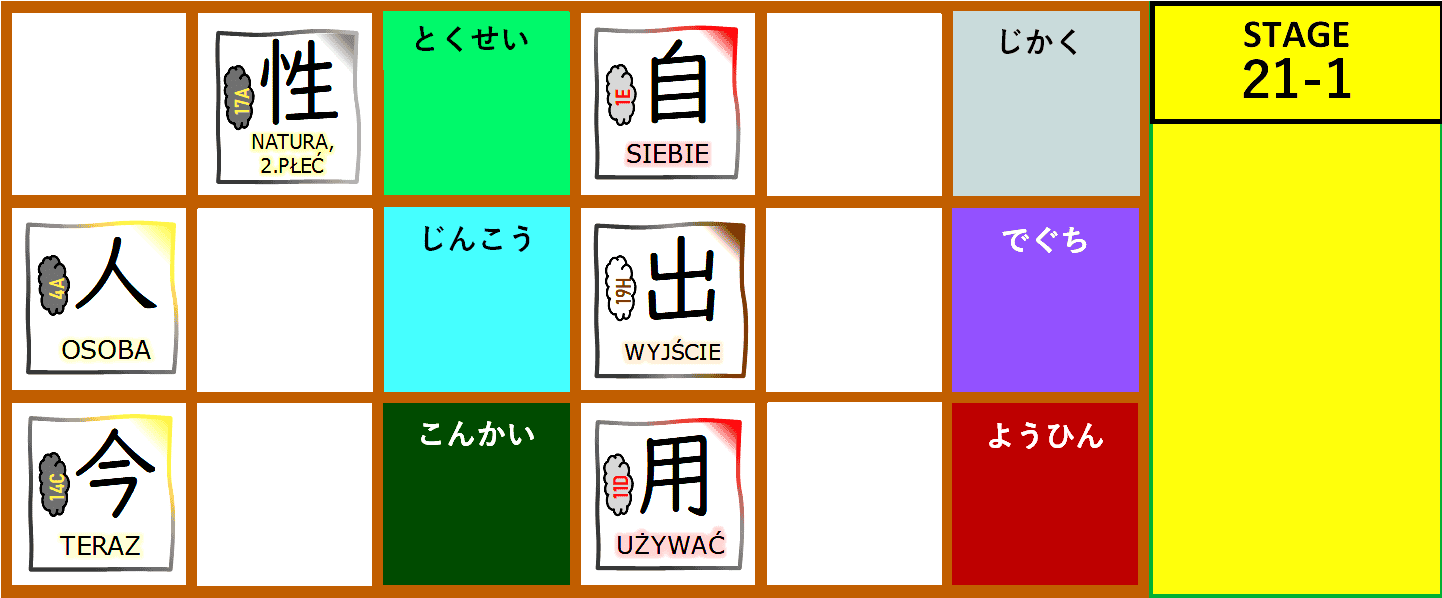 性
17A
NATURA,
2.PŁEĆ
とくせい
自
1E
SIEBIE
じかく
STAGE
21-1
人
4A
OSOBA
じんこう
出
19H
WYJŚCIE
でぐち
今
14C
TERAZ
こんかい
用
11D
UŻYWAĆ
ようひん